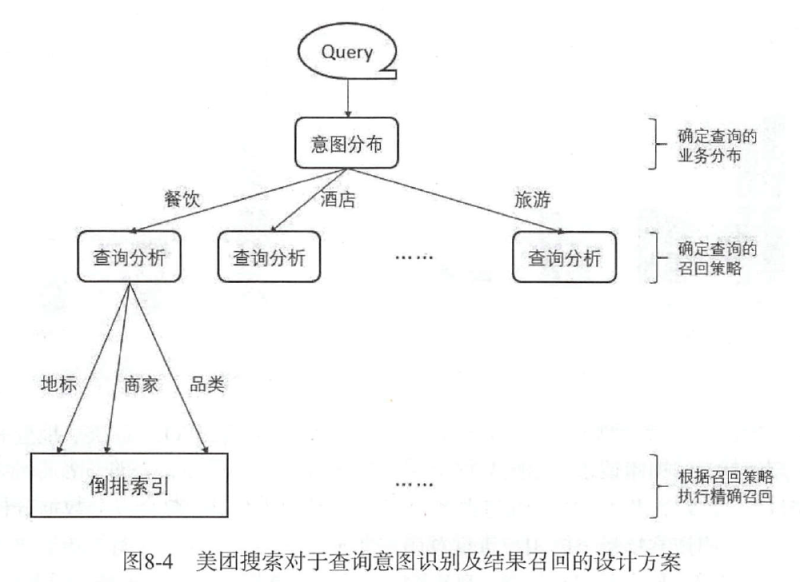 Query
意图分布
确定查询的
业务分布
餐饮
酒店
旅游
查询分析
查询分析
……
查询分析
确定查询的
召回策略
地标
商家
品类
倒排索引
……
根据召回策略
执行精确召回
图8-4 美团搜索对于查询意图识别及结果召回的设计方案